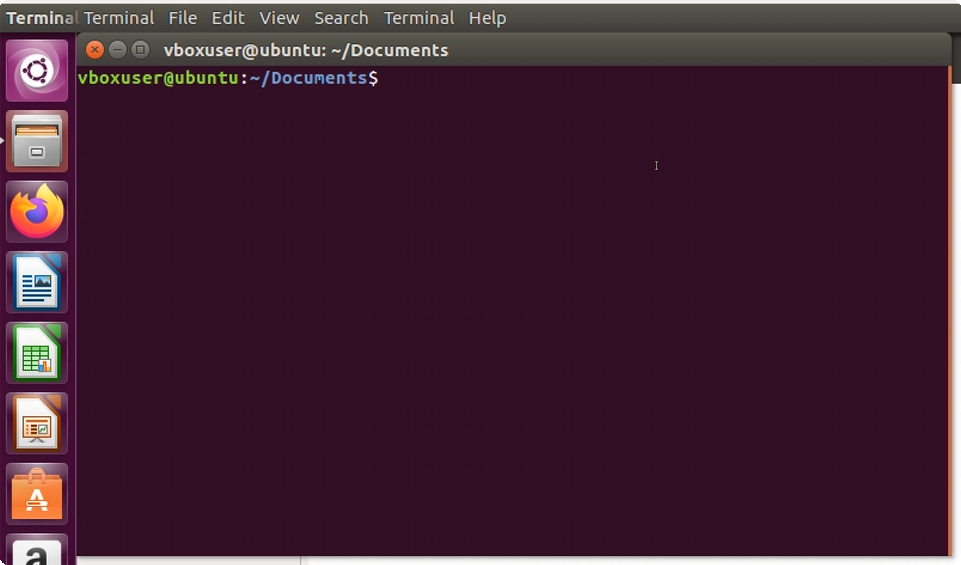 Terminal Terminal File Edit View Search Terminal Help
vboxuser@ubuntu: ~/Documents
vboxuser@ubuntu:~/Documents$